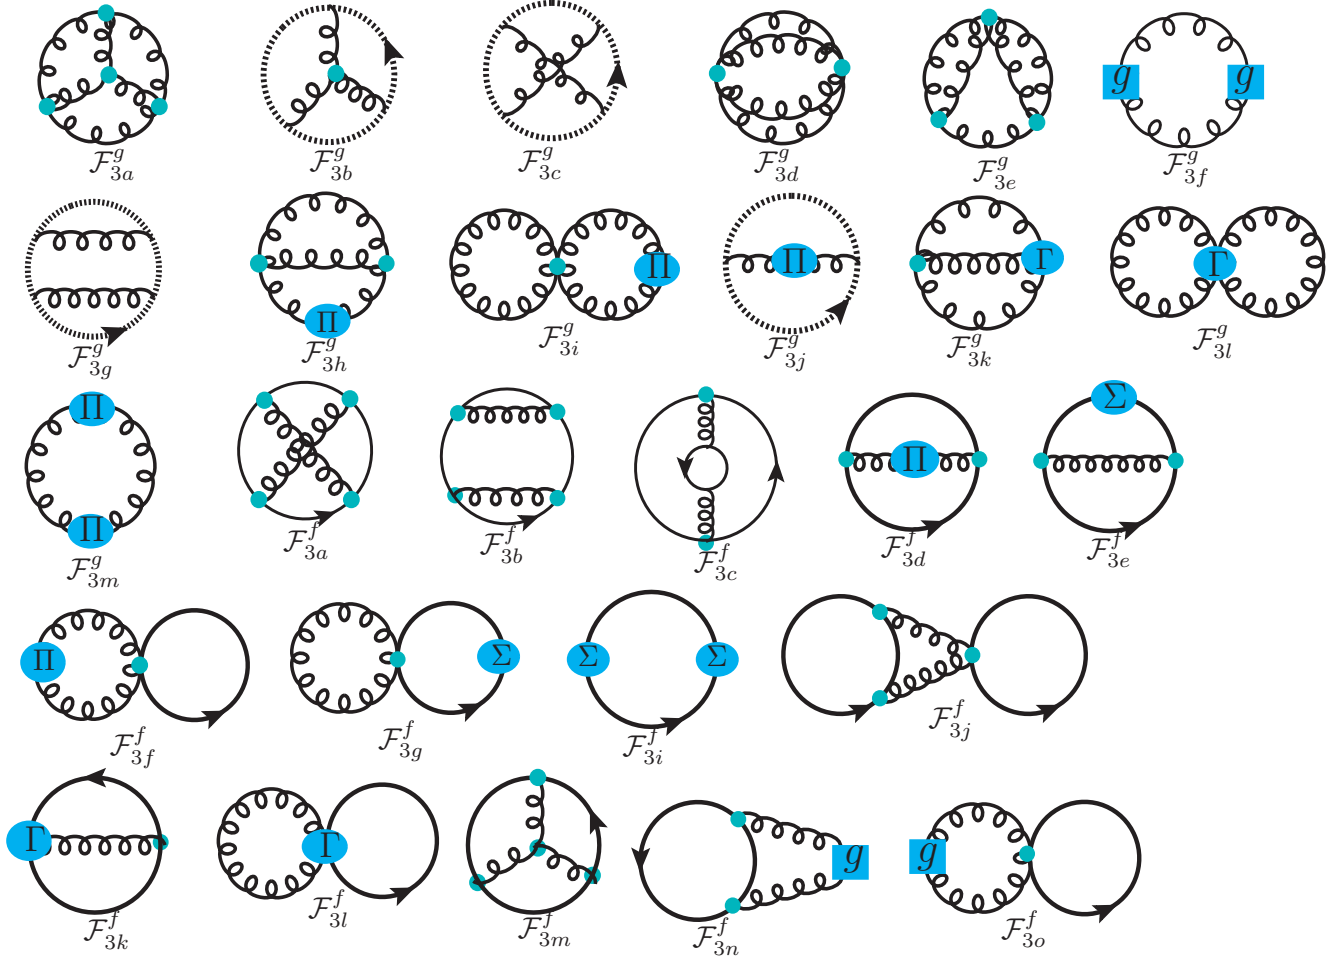 g g
𝓕^g_{3a} 𝓕^g_{3b} 𝓕^g_{3c} 𝓕^g_{3d} 𝓕^g_{3e} 𝓕^g_{3f}
Π Π Π Γ Γ
𝓕^g_{3g} 𝓕^g_{3h} 𝓕^g_{3i} 𝓕^g_{3j} 𝓕^g_{3k} 𝓕^g_{3l}
Π Π Π Σ
𝓕^g_{3m} 𝓕^f_{3a} 𝓕^f_{3b} 𝓕^f_{3c} 𝓕^f_{3d} 𝓕^f_{3e}
Π Σ Σ Σ
𝓕^f_{3f} 𝓕^f_{3g} 𝓕^f_{3i} 𝓕^f_{3j}
Γ Γ g g
𝓕^f_{3k} 𝓕^f_{3l} 𝓕^f_{3m} 𝓕^f_{3n} 𝓕^f_{3o}